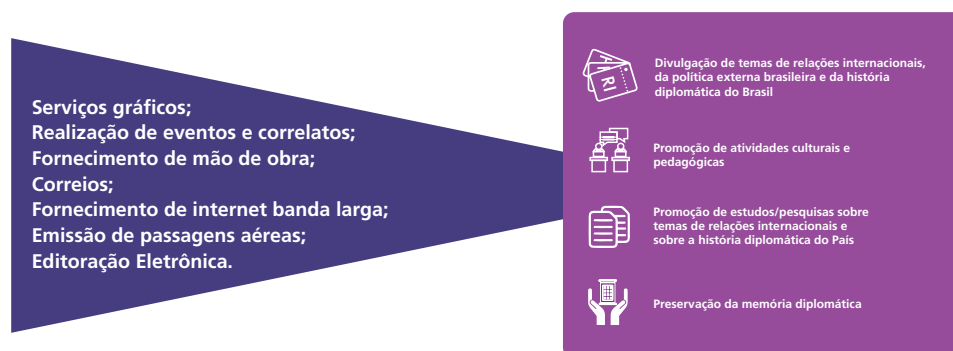 Serviços gráficos;
Realização de eventos e correlatos;
Fornecimento de mão de obra;
Correios;
Fornecimento de internet banda larga;
Emissão de passagens aéreas;
Editoração Eletrônica.
RI
Divulgação de temas de relações internacionais,
da política externa brasileira e da história
diplomática do Brasil
Promoção de atividades culturais e
pedagógicas
Promoção de estudos/pesquisas sobre
temas de relações internacionais e
sobre a história diplomática do País
Preservação da memória diplomática